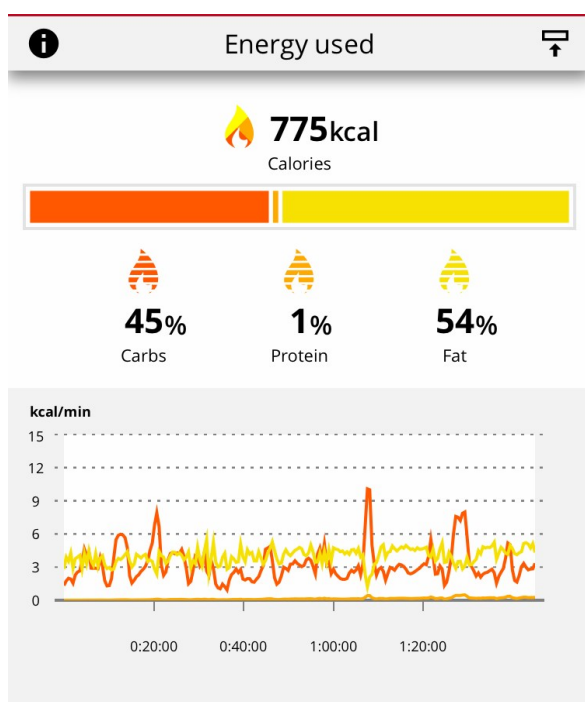 Energy used
775kcal
Calories
45% 1% 54%
Carbs Protein Fat
kcal/min
15
12
9
6
3
0
0:20:00 0:40:00 1:00:00 1:20:00